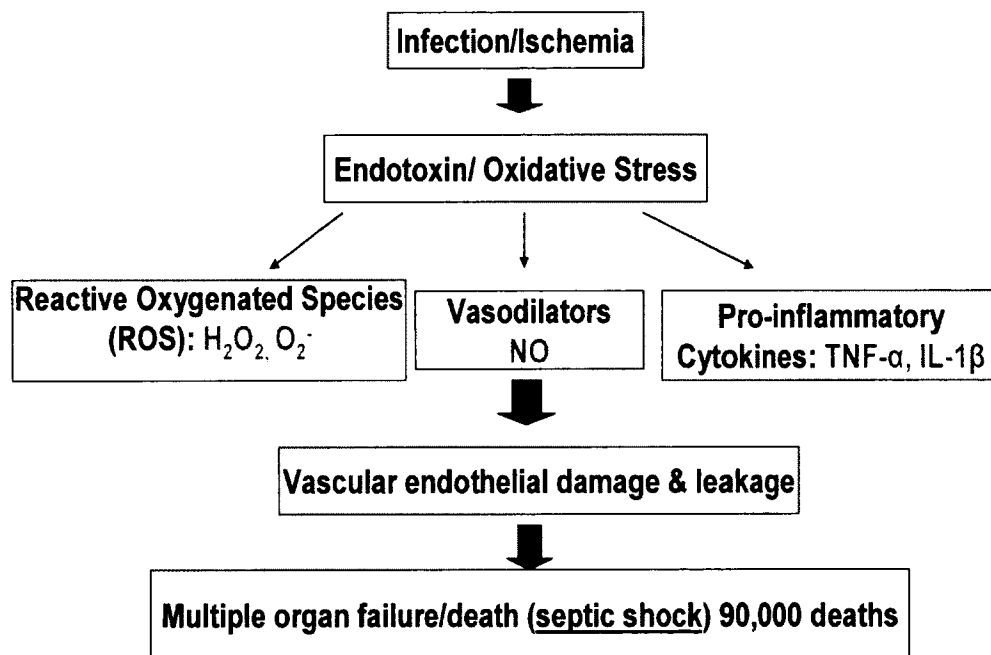 Infection/Ischemia
Endotoxin/ Oxidative Stress
Reactive Oxygenated Species
(ROS): H₂O₂, O₂⁻
Vasodilators
NO
Pro-inflammatory
Cytokines: TNF-α, IL-1β
Vascular endothelial damage & leakage
Multiple organ failure/death (septic shock) 90,000 deaths